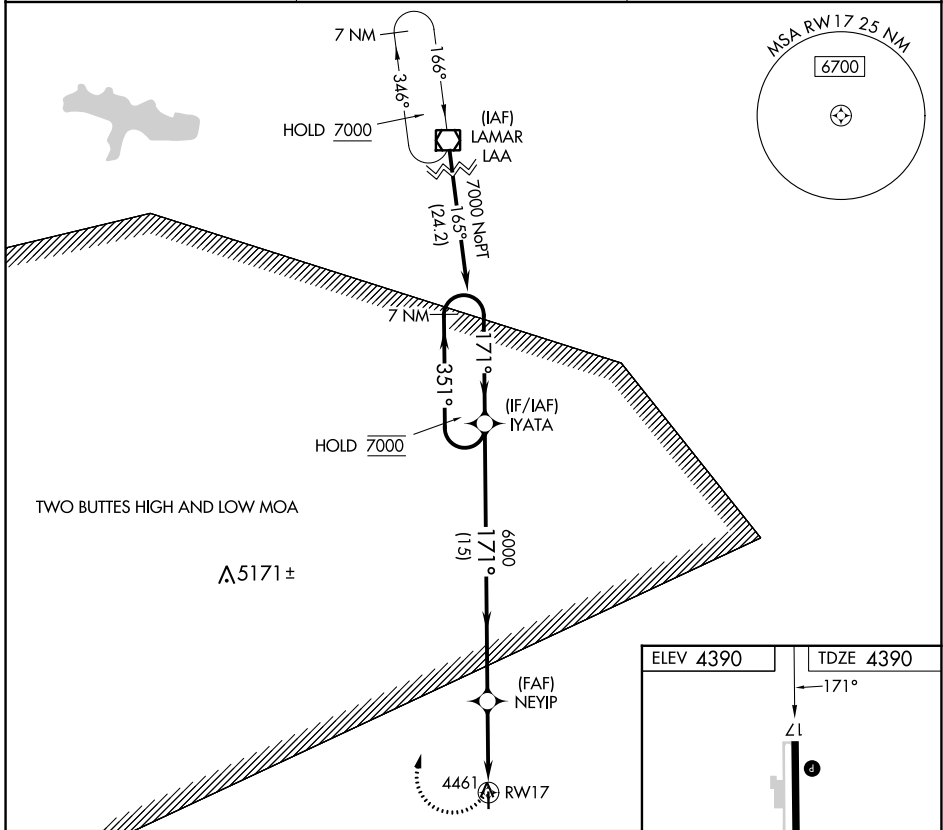 7 NM
166°
346°
HOLD 7000
(IAF)
LAMAR
LAA
MSA RW17 25 NM
6700
7000 NoPT
165°
(24.2)
7 NM
171°
351°
(IF/IAF)
IYATA
HOLD 7000
TWO BUTTES HIGH AND LOW MOA
5171±
6000
171°
(15)
(FAF)
NEYIP
4461
RW17
ELEV 4390
TDZE 4390
171°
17
P